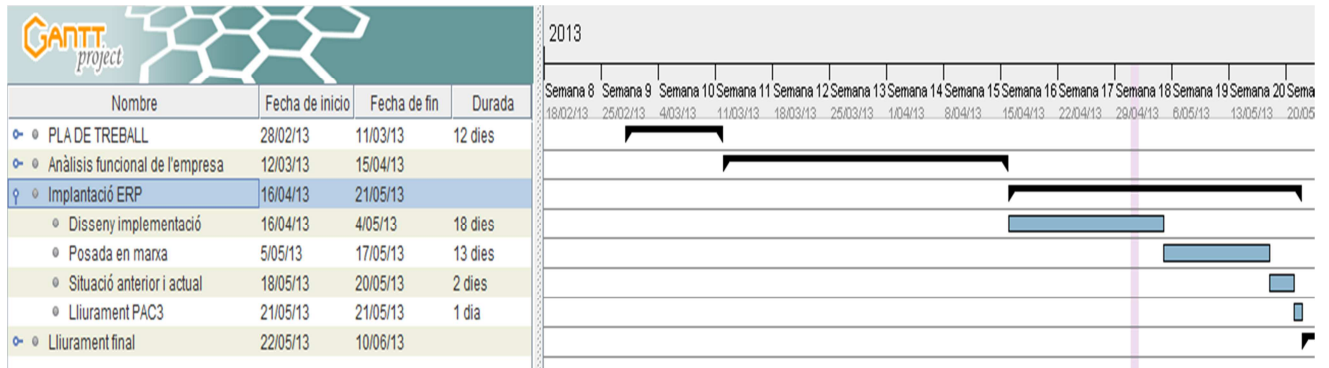 GANTT
project
2013
Semana 8 Semana 9 Semana 10 Semana 11 Semana 12 Semana 13 Semana 14 Semana 15 Semana 16 Semana 17 Semana 18 Semana 19 Semana 20 Sema
18/02/13 25/02/13 4/03/13 11/03/13 18/03/13 25/03/13 1/04/13 8/04/13 15/04/13 22/04/13 29/04/13 6/05/13 13/05/13 20/05
Nombre Fecha de inicio Fecha de fin Durada
PLA DE TREBALL 28/02/13 11/03/13 12 dies
Anàlisis funcional de l'empresa 12/03/13 15/04/13
Implantació ERP 16/04/13 21/05/13
Disseny implementació 16/04/13 4/05/13 18 dies
Posada en marxa 5/05/13 17/05/13 13 dies
Situació anterior i actual 18/05/13 20/05/13 2 dies
Lliurament PAC3 21/05/13 21/05/13 1 dia
Lliurament final 22/05/13 10/06/13